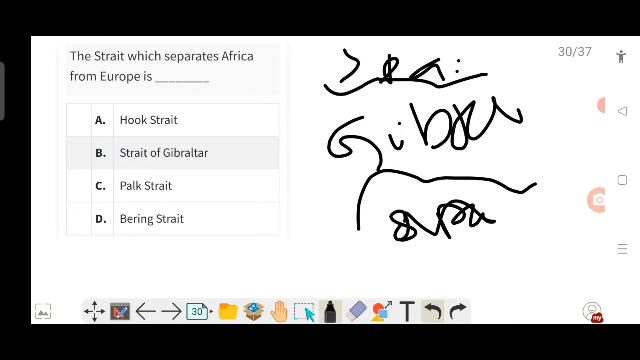 The Strait which separates Africa
from Europe is ________
A. Hook Strait
B. Strait of Gibraltar
C. Palk Strait
D. Bering Strait
30/37
30
T
my